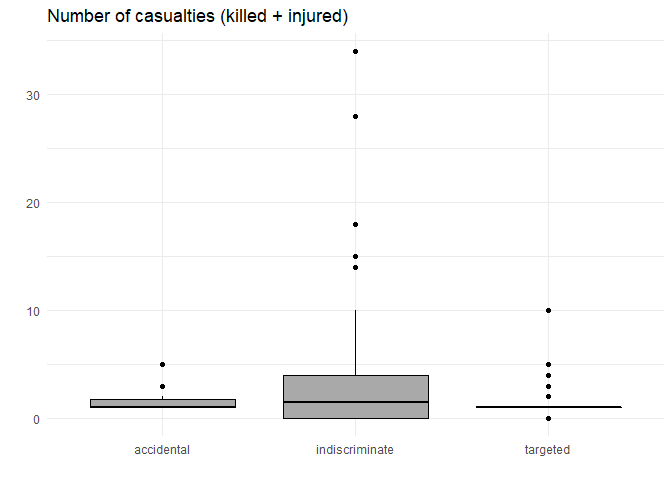 Number of casualties (killed + injured)
30
20
10
0
accidental
indiscriminate
targeted